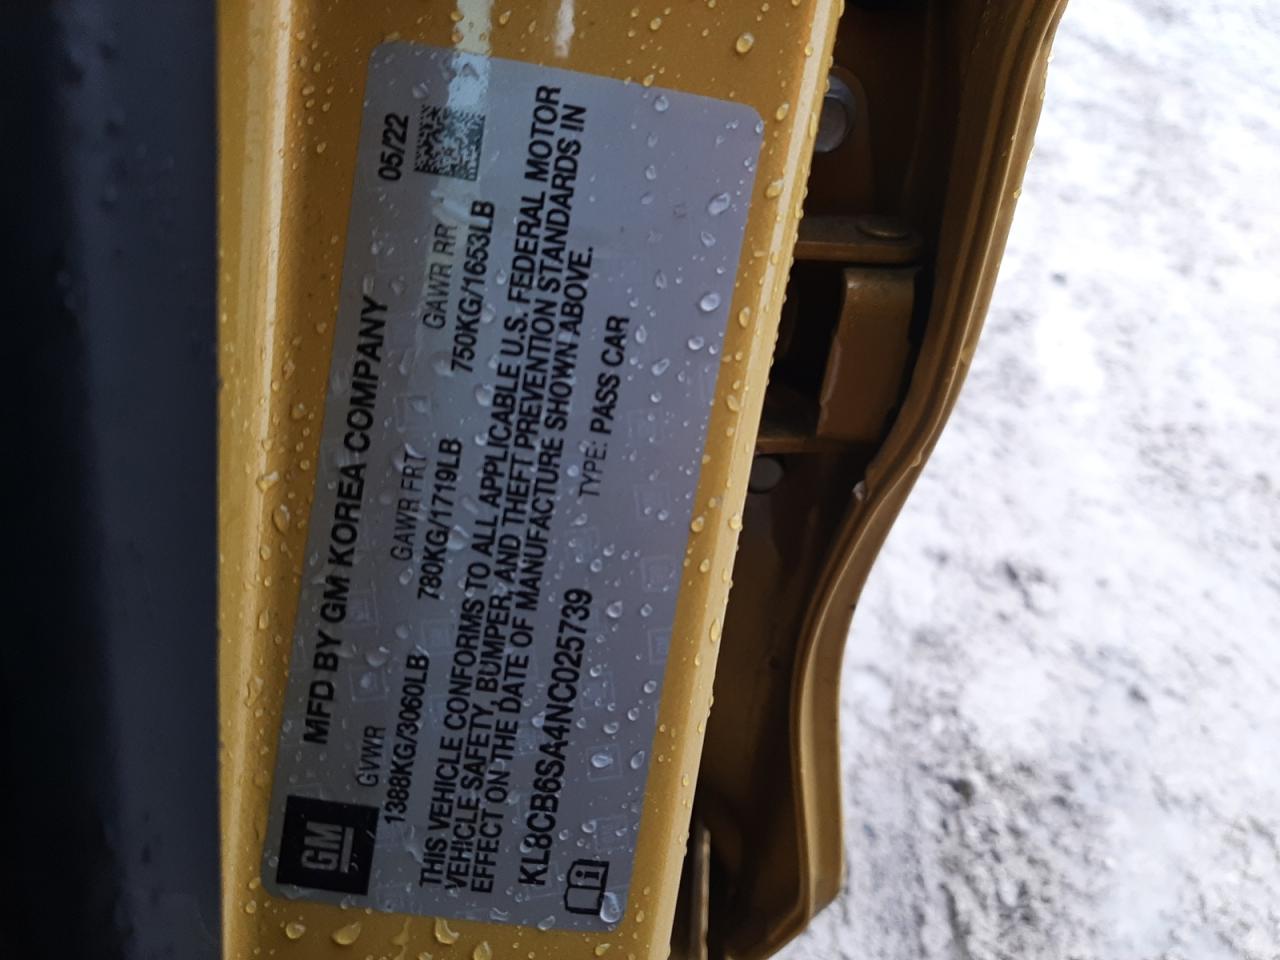 GM
MFD BY GM KOREA COMPANY 05/22
GVWR GAWR FRT GAWR RR
1388KG/3060LB 780KG/1719LB 750KG/1653LB
THIS VEHICLE CONFORMS TO ALL APPLICABLE U.S. FEDERAL MOTOR
VEHICLE SAFETY, BUMPER, AND THEFT PREVENTION STANDARDS IN
EFFECT ON THE DATE OF MANUFACTURE SHOWN ABOVE.
KL8CB6SA4NC025739 TYPE: PASS CAR
i